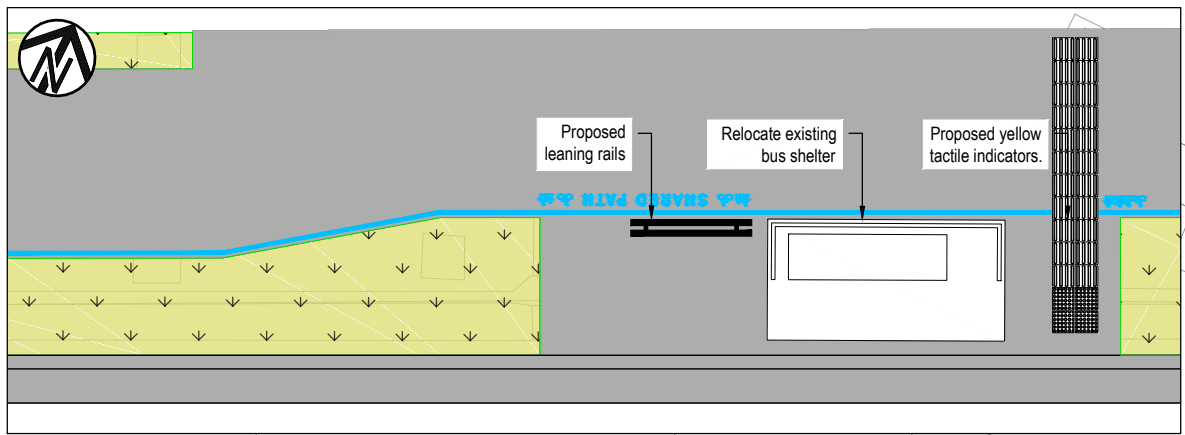 N
Proposed
leaning rails
Relocate existing
bus shelter
Proposed yellow
tactile indicators.
SHARED PATH